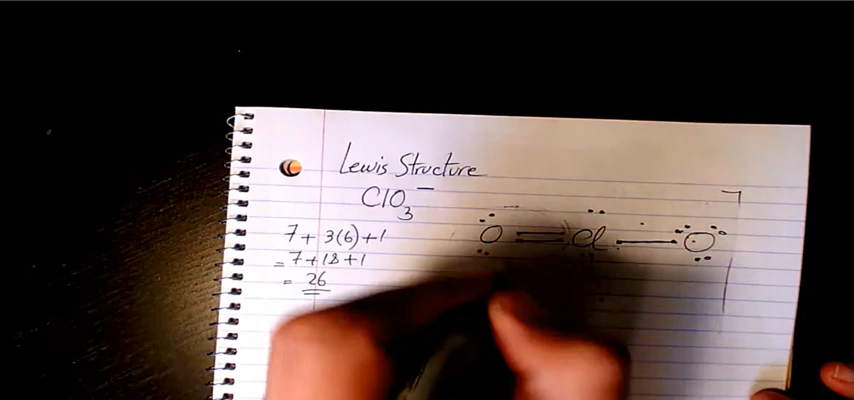 Lewis Structure
ClO₃⁻
7 + 3(6) + 1
= 7 + 18 + 1
= 26
O = Cl — O